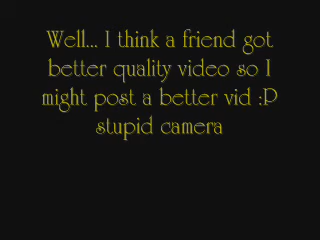 Well... I think a friend got
better quality video so I
might post a better vid :P
stupid camera